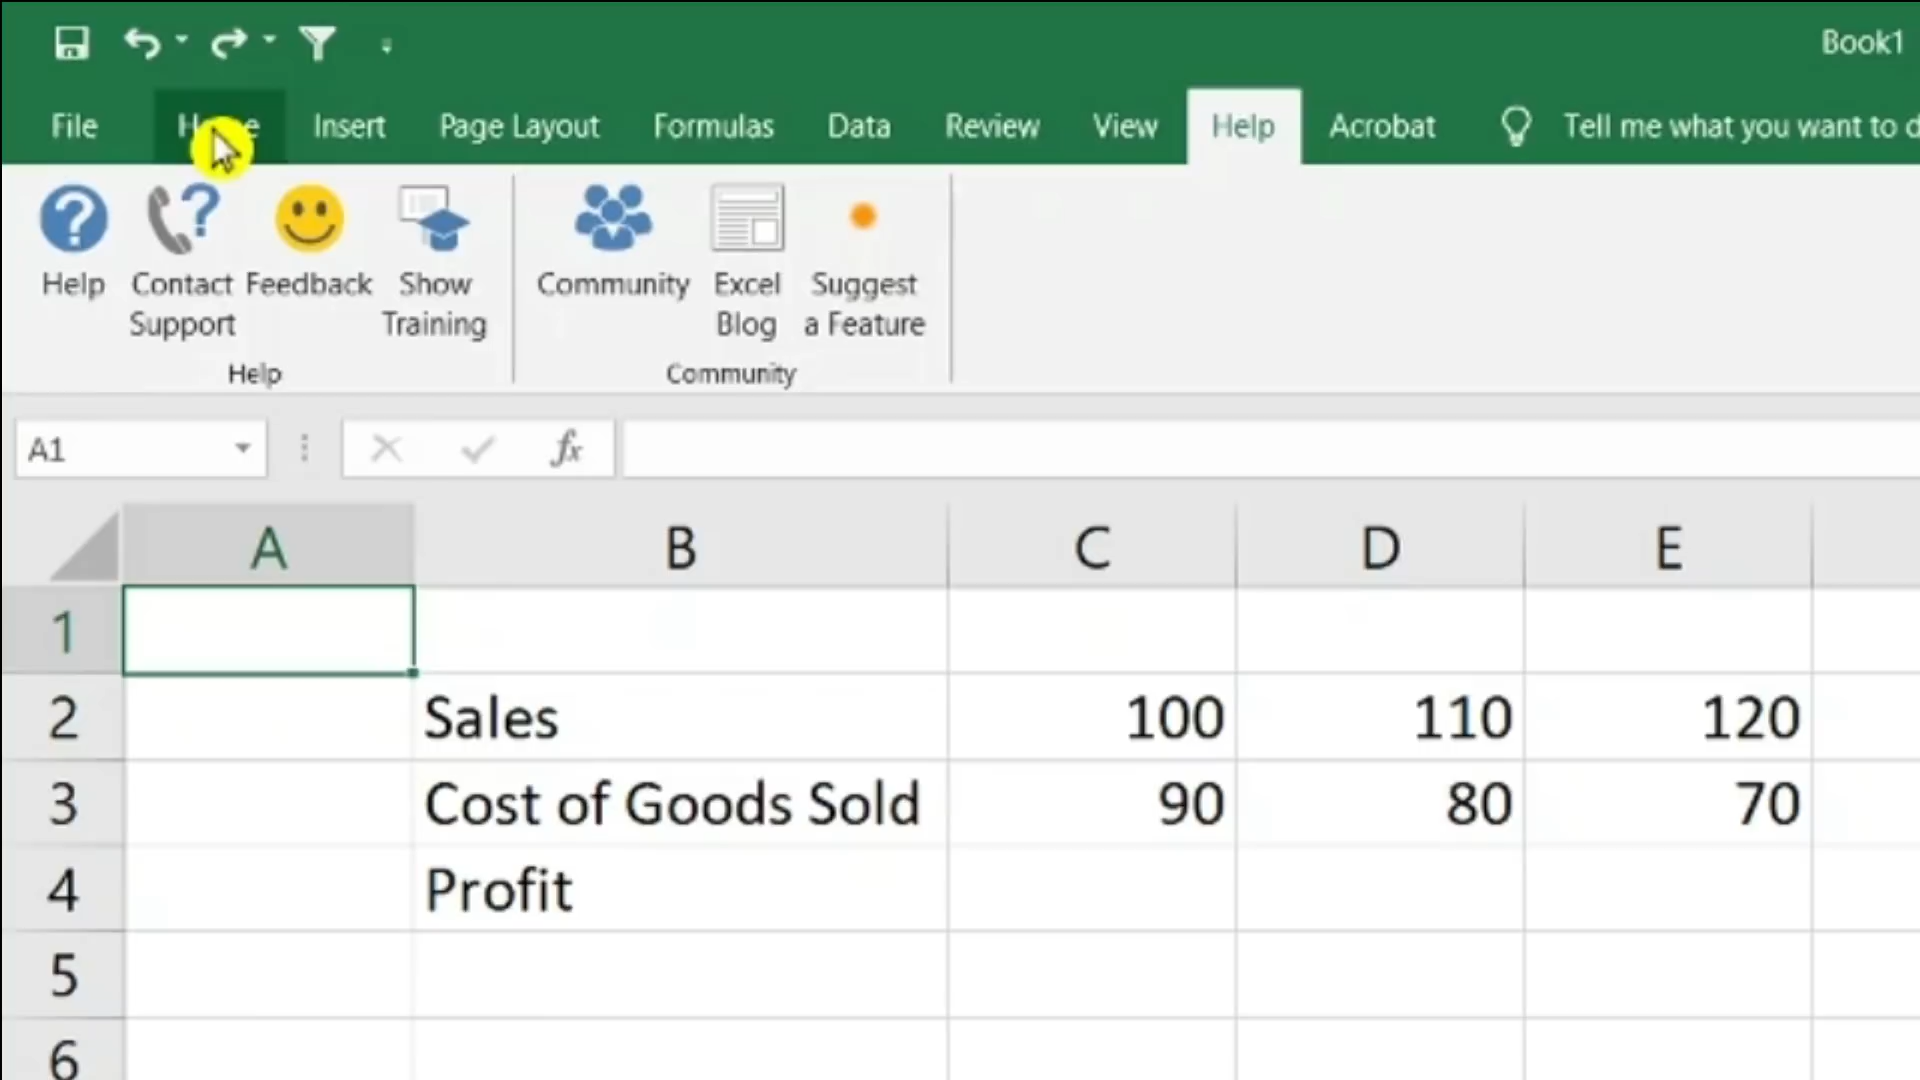 Book1
File Home Insert Page Layout Formulas Data Review View Help Acrobat Tell me what you want to d
Help Contact Support Feedback Show Training Community Excel Blog Suggest a Feature
Help Community
A1 fx
A B C D E
1
2 Sales 100 110 120
3 Cost of Goods Sold 90 80 70
4 Profit
5
6